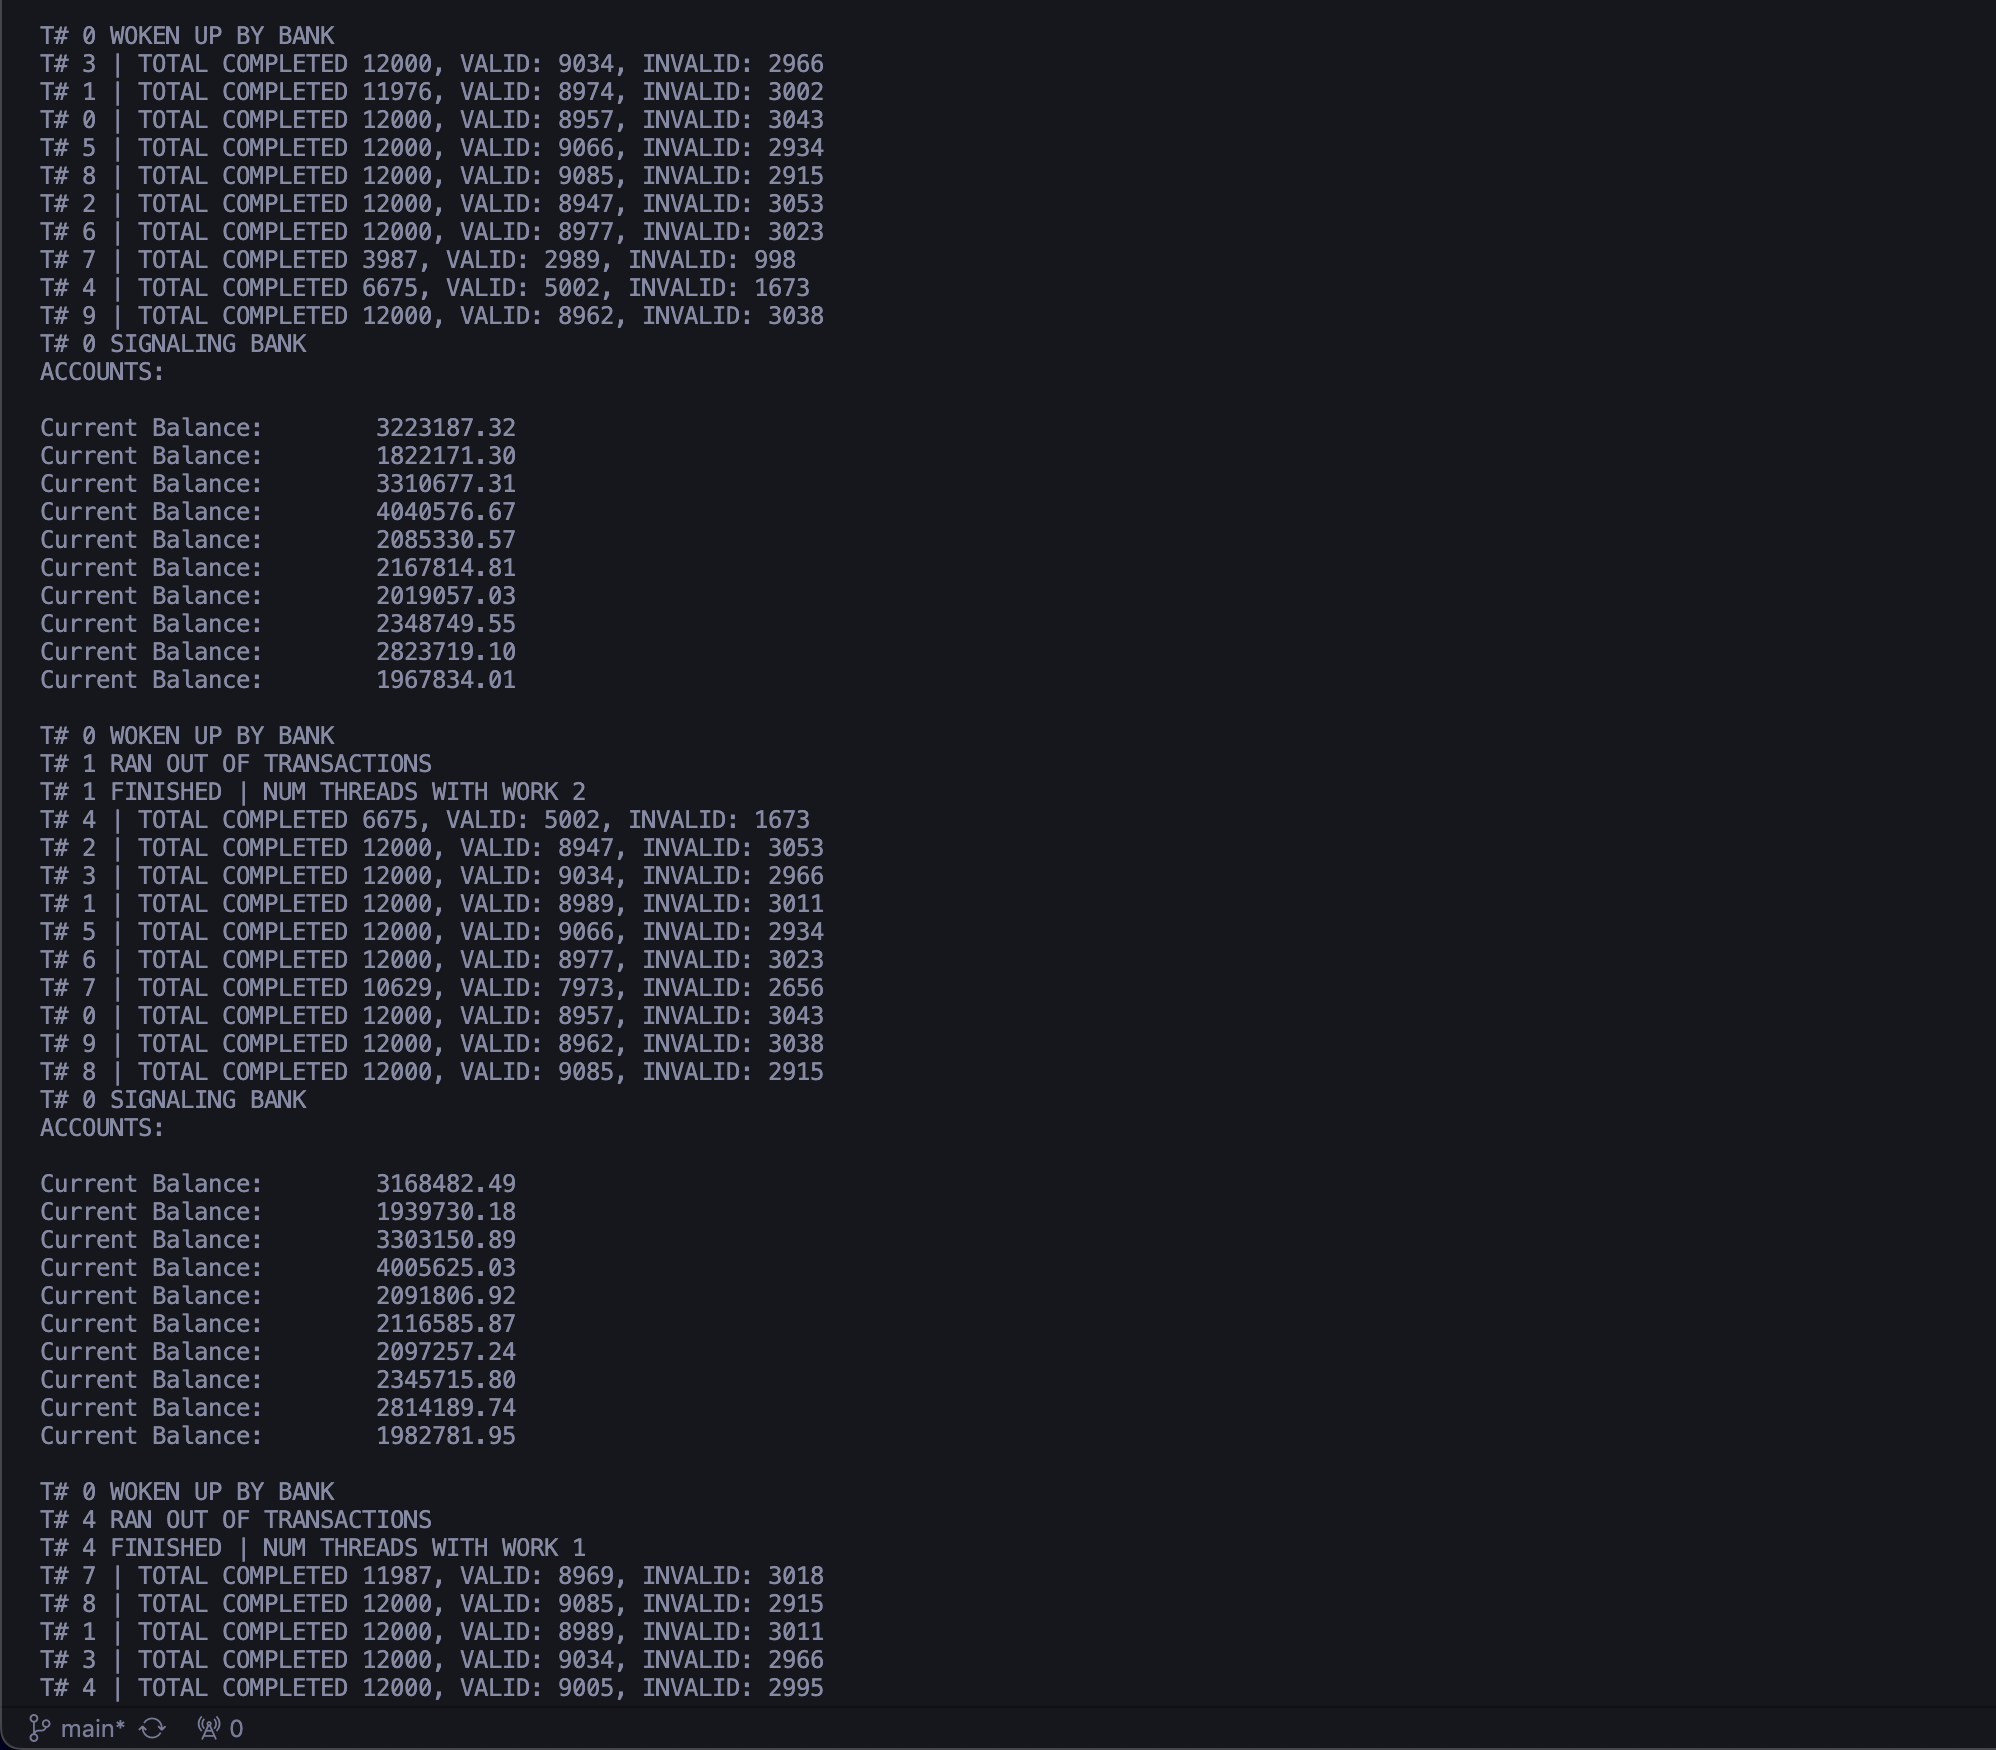 T# 0 WOKEN UP BY BANK
T# 3 | TOTAL COMPLETED 12000, VALID: 9034, INVALID: 2966
T# 1 | TOTAL COMPLETED 11976, VALID: 8974, INVALID: 3002
T# 0 | TOTAL COMPLETED 12000, VALID: 8957, INVALID: 3043
T# 5 | TOTAL COMPLETED 12000, VALID: 9066, INVALID: 2934
T# 8 | TOTAL COMPLETED 12000, VALID: 9085, INVALID: 2915
T# 2 | TOTAL COMPLETED 12000, VALID: 8947, INVALID: 3053
T# 6 | TOTAL COMPLETED 12000, VALID: 8977, INVALID: 3023
T# 7 | TOTAL COMPLETED 3987, VALID: 2989, INVALID: 998
T# 4 | TOTAL COMPLETED 6675, VALID: 5002, INVALID: 1673
T# 9 | TOTAL COMPLETED 12000, VALID: 8962, INVALID: 3038
T# 0 SIGNALING BANK
ACCOUNTS:
Current Balance: 3223187.32
Current Balance: 1822171.30
Current Balance: 3310677.31
Current Balance: 4040576.67
Current Balance: 2085330.57
Current Balance: 2167814.81
Current Balance: 2019057.03
Current Balance: 2348749.55
Current Balance: 2823719.10
Current Balance: 1967834.01
T# 0 WOKEN UP BY BANK
T# 1 RAN OUT OF TRANSACTIONS
T# 1 FINISHED | NUM THREADS WITH WORK 2
T# 4 | TOTAL COMPLETED 6675, VALID: 5002, INVALID: 1673
T# 2 | TOTAL COMPLETED 12000, VALID: 8947, INVALID: 3053
T# 3 | TOTAL COMPLETED 12000, VALID: 9034, INVALID: 2966
T# 1 | TOTAL COMPLETED 12000, VALID: 8989, INVALID: 3011
T# 5 | TOTAL COMPLETED 12000, VALID: 9066, INVALID: 2934
T# 6 | TOTAL COMPLETED 12000, VALID: 8977, INVALID: 3023
T# 7 | TOTAL COMPLETED 10629, VALID: 7973, INVALID: 2656
T# 0 | TOTAL COMPLETED 12000, VALID: 8957, INVALID: 3043
T# 9 | TOTAL COMPLETED 12000, VALID: 8962, INVALID: 3038
T# 8 | TOTAL COMPLETED 12000, VALID: 9085, INVALID: 2915
T# 0 SIGNALING BANK
ACCOUNTS:
Current Balance: 3168482.49
Current Balance: 1939730.18
Current Balance: 3303150.89
Current Balance: 4005625.03
Current Balance: 2091806.92
Current Balance: 2116585.87
Current Balance: 2097257.24
Current Balance: 2345715.80
Current Balance: 2814189.74
Current Balance: 1982781.95
T# 0 WOKEN UP BY BANK
T# 4 RAN OUT OF TRANSACTIONS
T# 4 FINISHED | NUM THREADS WITH WORK 1
T# 7 | TOTAL COMPLETED 11987, VALID: 8969, INVALID: 3018
T# 8 | TOTAL COMPLETED 12000, VALID: 9085, INVALID: 2915
T# 1 | TOTAL COMPLETED 12000, VALID: 8989, INVALID: 3011
T# 3 | TOTAL COMPLETED 12000, VALID: 9034, INVALID: 2966
T# 4 | TOTAL COMPLETED 12000, VALID: 9005, INVALID: 2995
main* 0